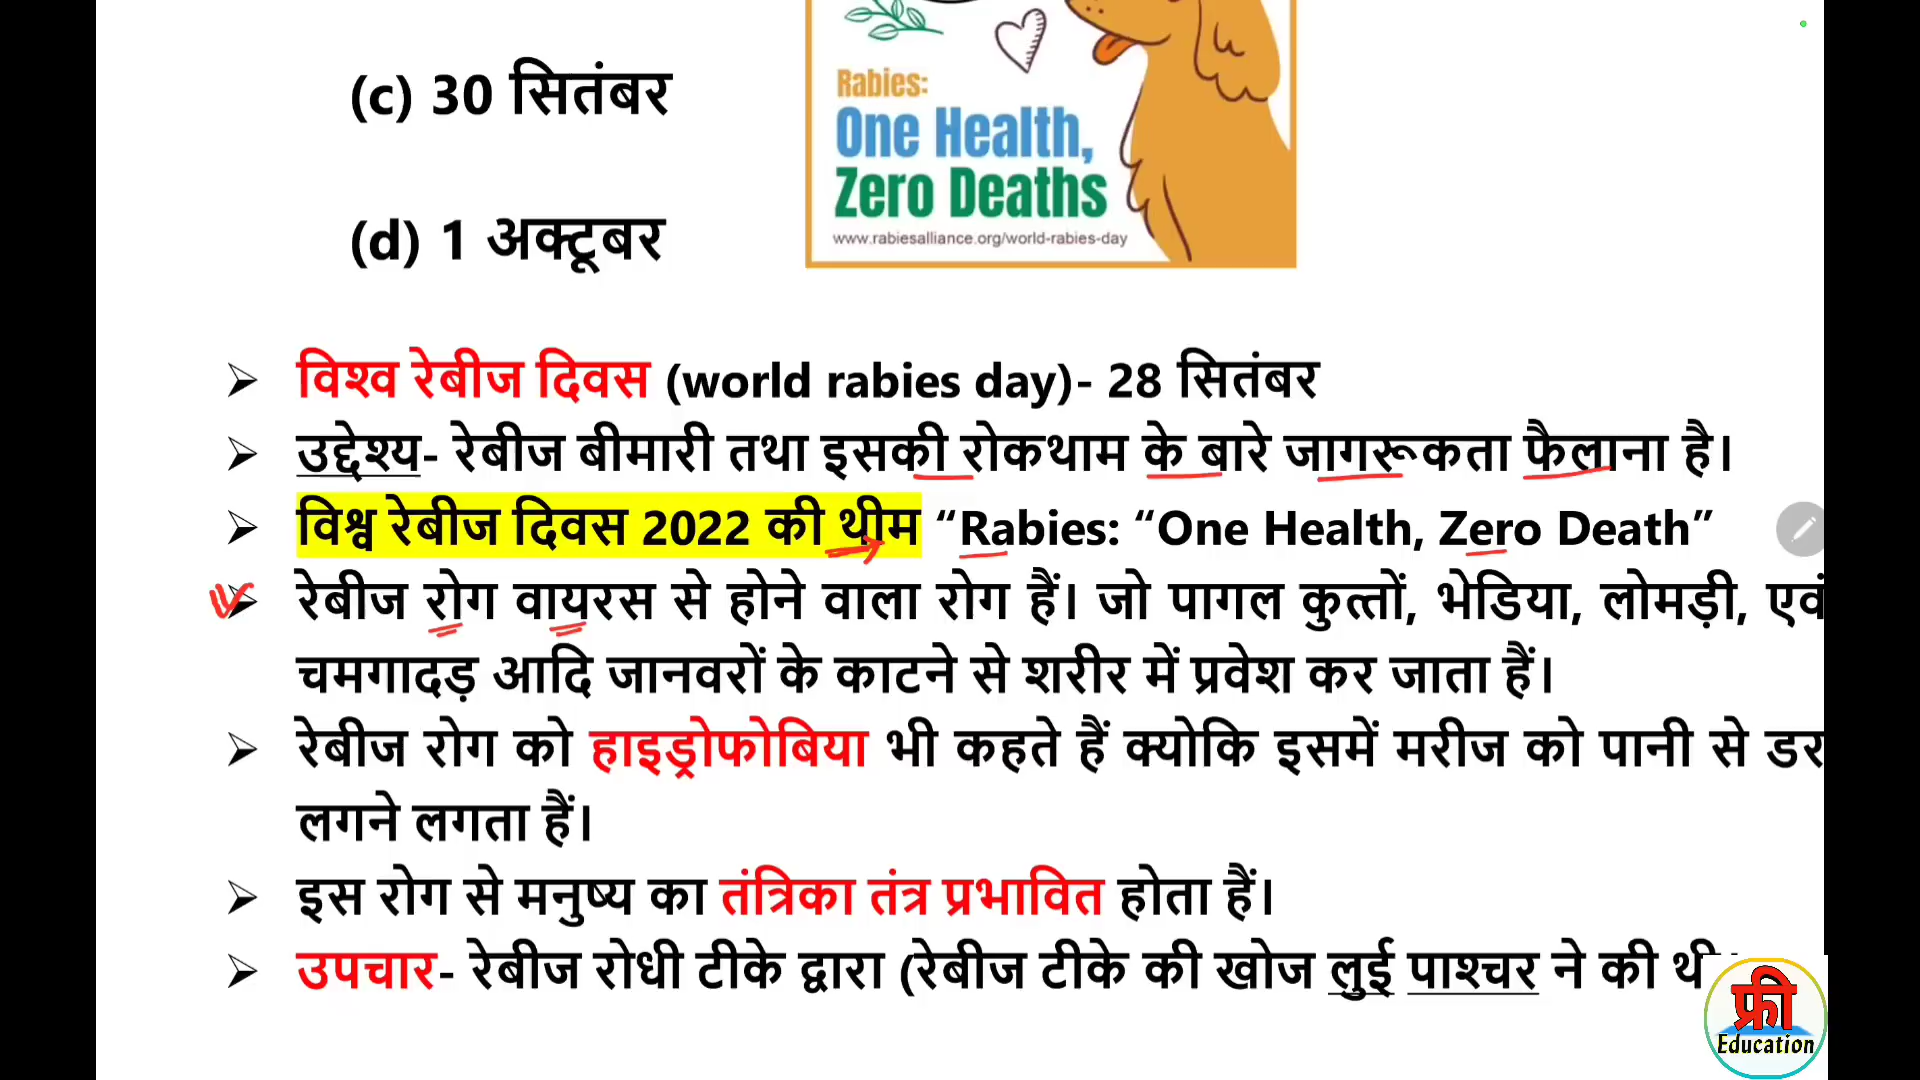 (c) 30 सितंबर
Rabies:
One Health,
Zero Deaths
www.rabiesalliance.org/world-rabies-day
(d) 1 अक्टूबर
➢ विश्व रेबीज दिवस (world rabies day)- 28 सितंबर
➢ उद्देश्य- रेबीज बीमारी तथा इसकी रोकथाम के बारे जागरूकता फैलाना है।
➢ विश्व रेबीज दिवस 2022 की थीम “Rabies: “One Health, Zero Death”
➢ रेबीज रोग वायरस से होने वाला रोग हैं। जो पागल कुत्तों, भेडिया, लोमड़ी, एवं
चमगादड़ आदि जानवरों के काटने से शरीर में प्रवेश कर जाता हैं।
➢ रेबीज रोग को हाइड्रोफोबिया भी कहते हैं क्योकि इसमें मरीज को पानी से डर
लगने लगता हैं।
➢ इस रोग से मनुष्य का तंत्रिका तंत्र प्रभावित होता हैं।
➢ उपचार- रेबीज रोधी टीके द्वारा (रेबीज टीके की खोज लुई पाश्चर ने की थी
फ्री
Education